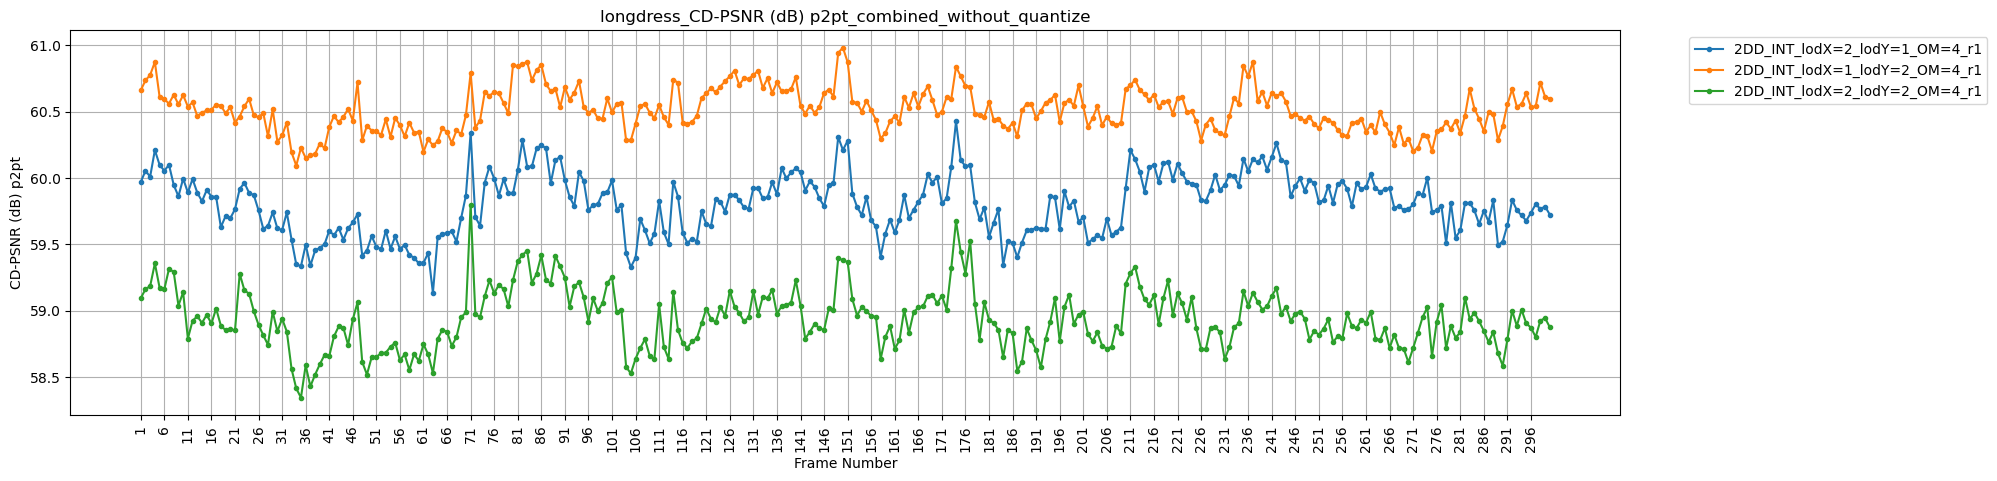 longdress_CD-PSNR (dB) p2pt_combined_without_quantize
61.0
60.5
60.0
59.5
59.0
58.5
CD-PSNR (dB) p2pt
1 6 11 16 21 26 31 36 41 46 51 56 61 66 71 76 81 86 91 96 101 106 111 116 121 126 131 136 141 146 151 156 161 166 171 176 181 186 191 196 201 206 211 216 221 226 231 236 241 246 251 256 261 266 271 276 281 286 291 296
Frame Number
2DD_INT_lodX=2_lodY=1_OM=4_r1
2DD_INT_lodX=1_lodY=2_OM=4_r1
2DD_INT_lodX=2_lodY=2_OM=4_r1